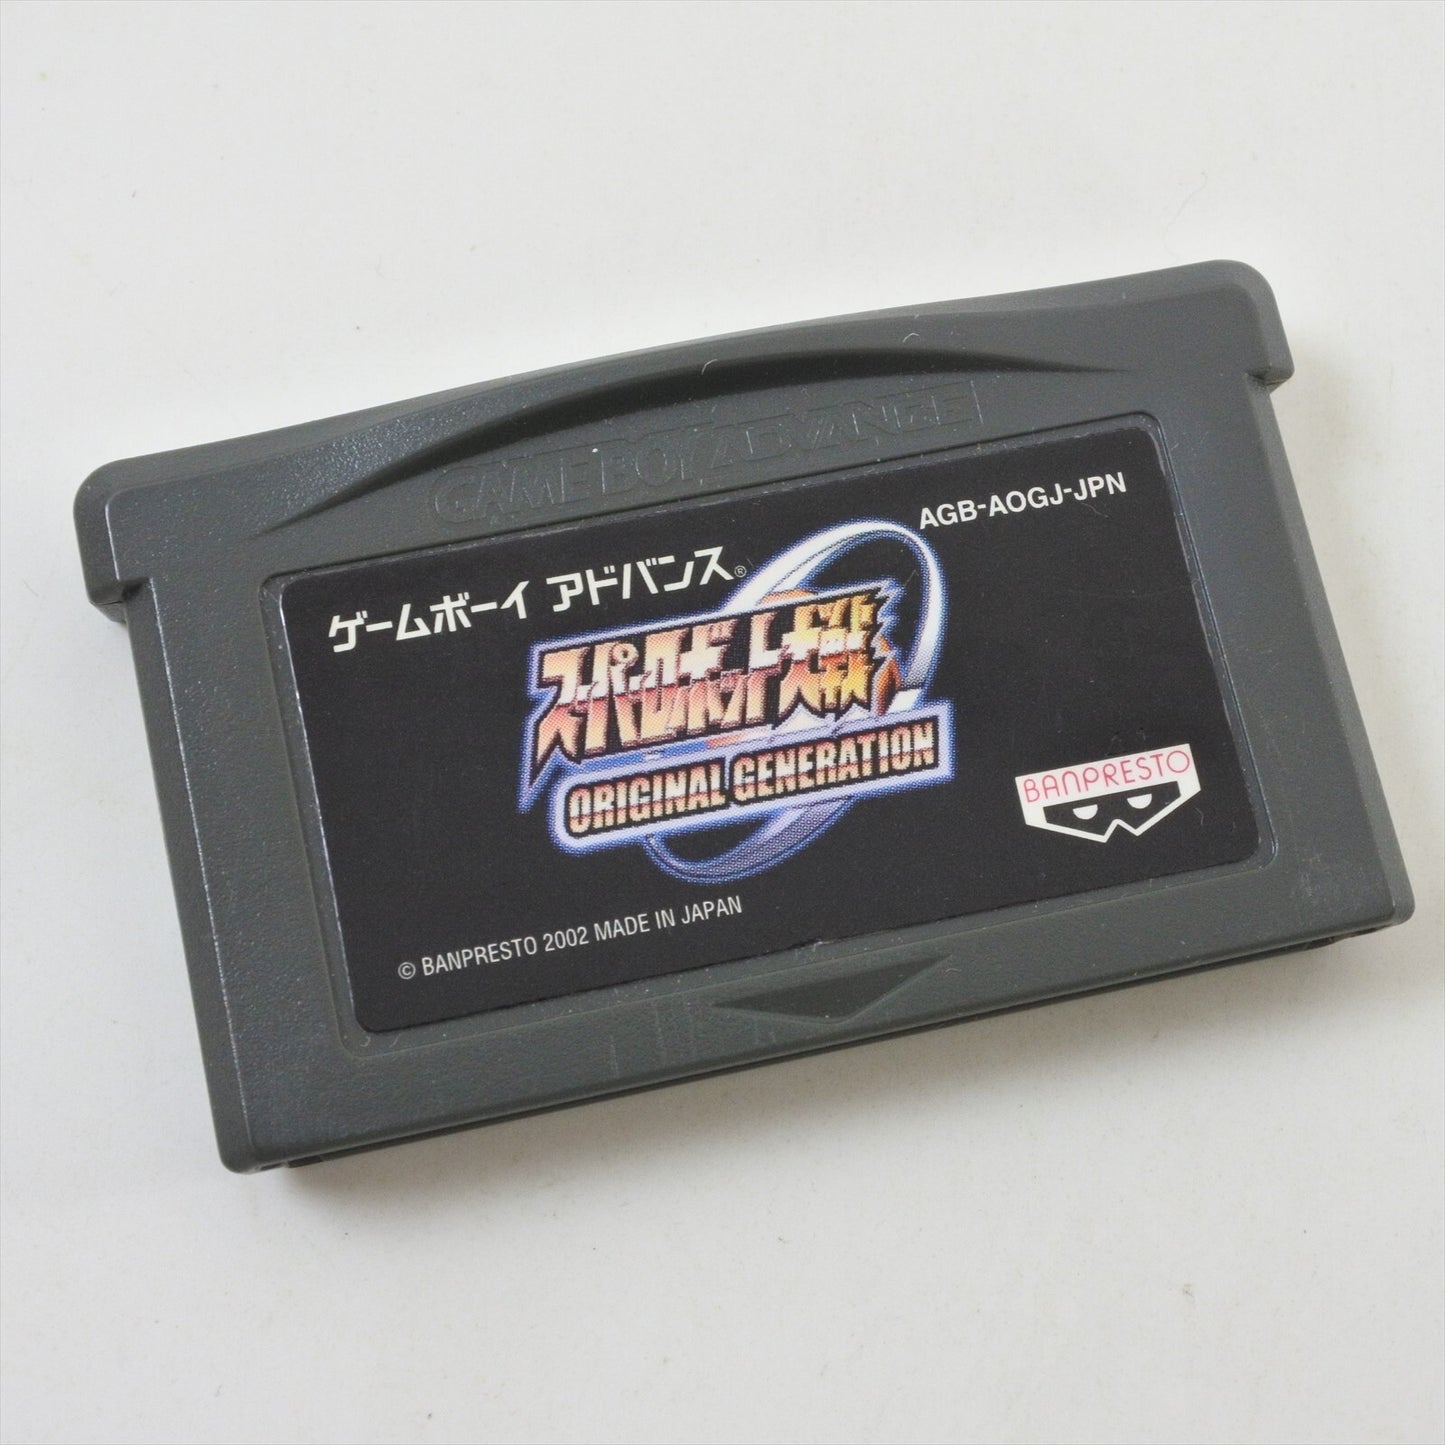 GAME BOY ADVANCE
AGB-AOGJ-JPN
ゲームボーイ アドバンス®
スーパーロボット大戦
ORIGINAL GENERATION
BANPRESTO
© BANPRESTO 2002 MADE IN JAPAN